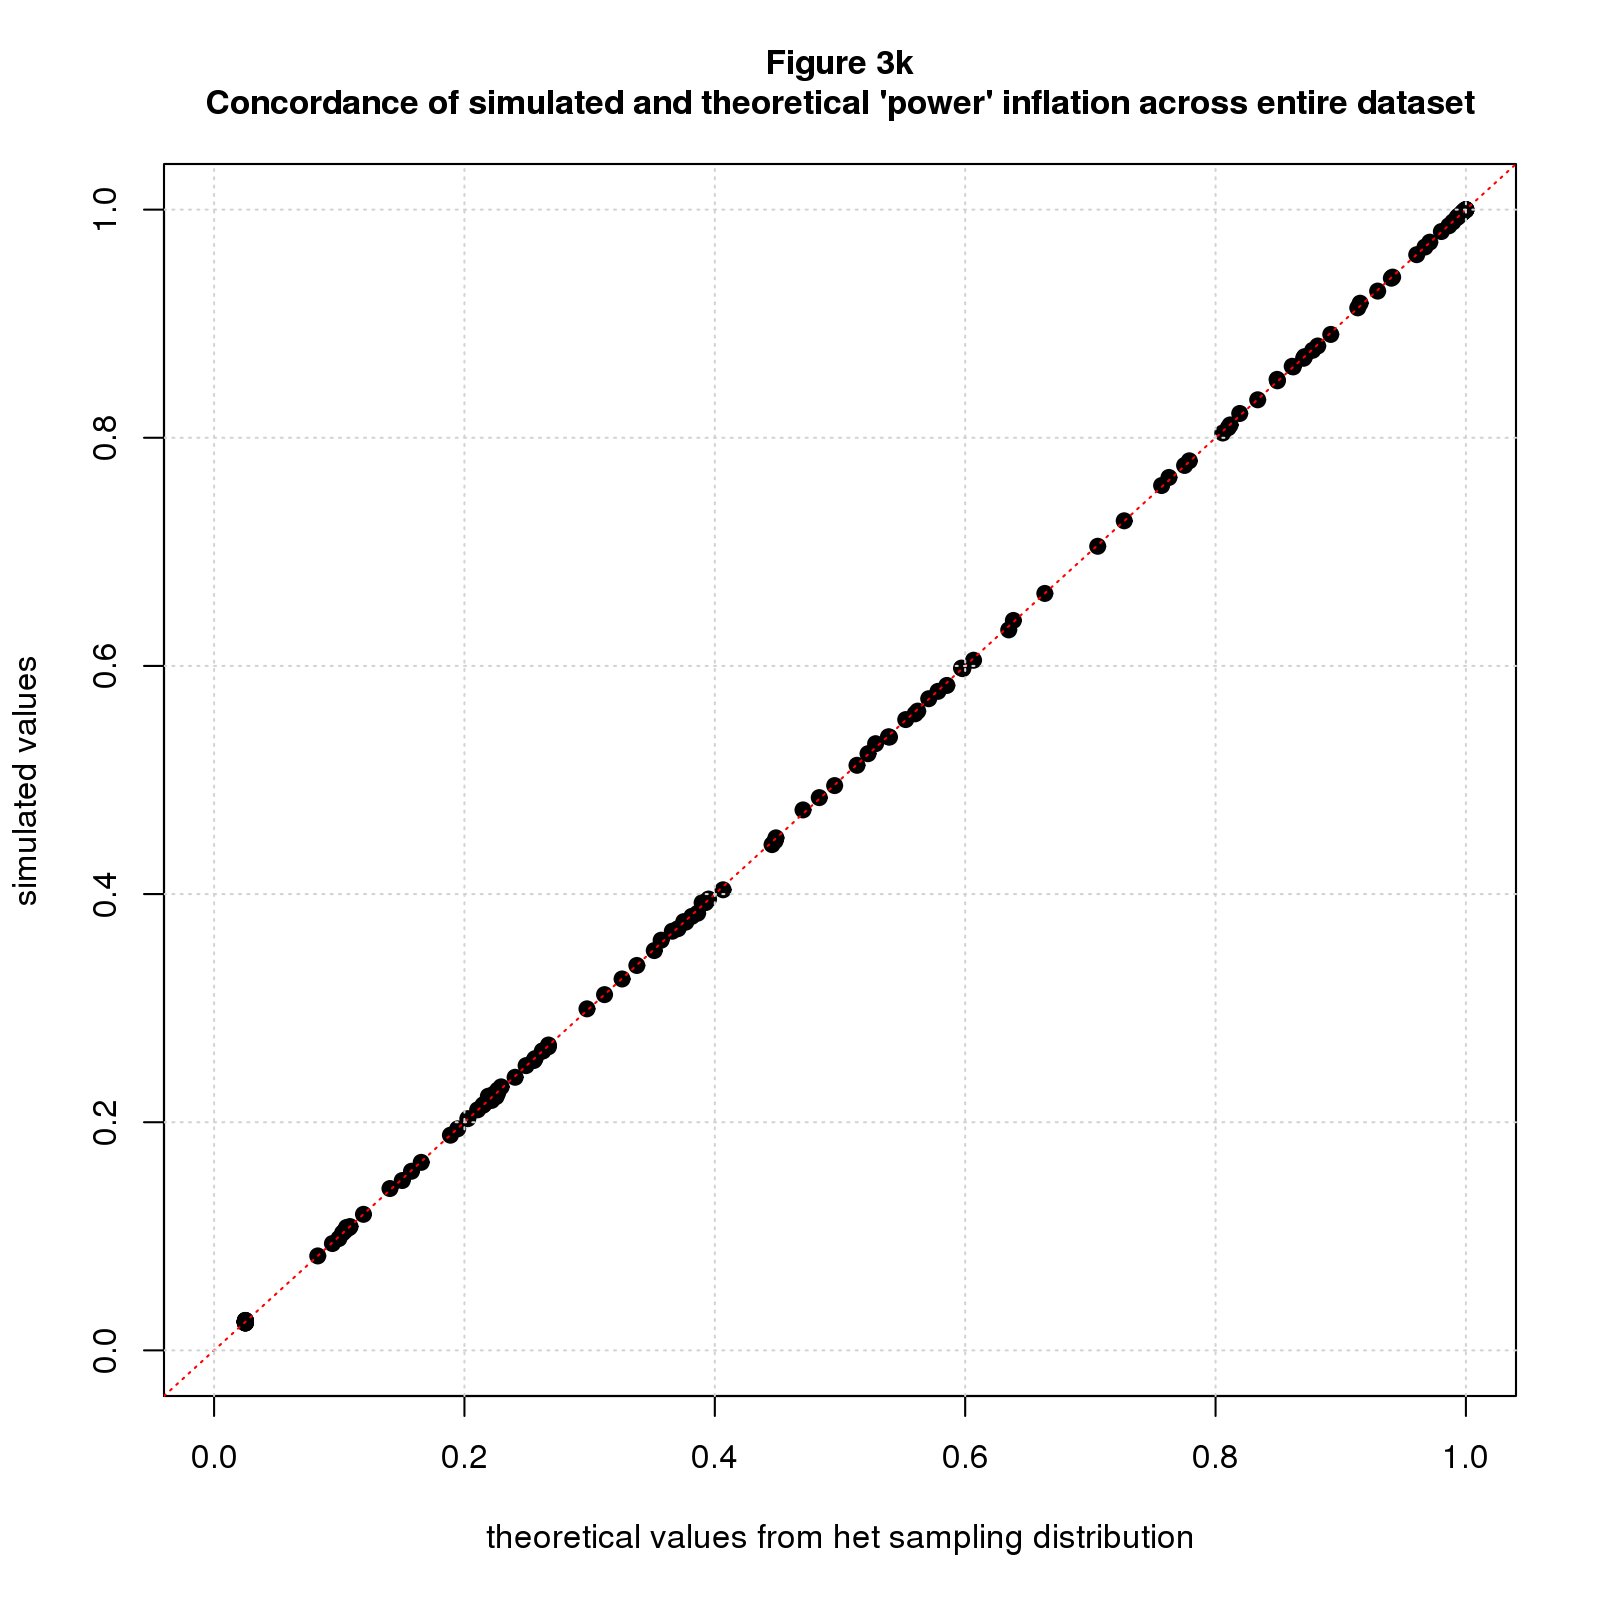 Figure 3k
Concordance of simulated and theoretical 'power' inflation across entire dataset
simulated values
1.0
0.8
0.6
0.4
0.2
0.0
0.0 0.2 0.4 0.6 0.8 1.0
theoretical values from het sampling distribution